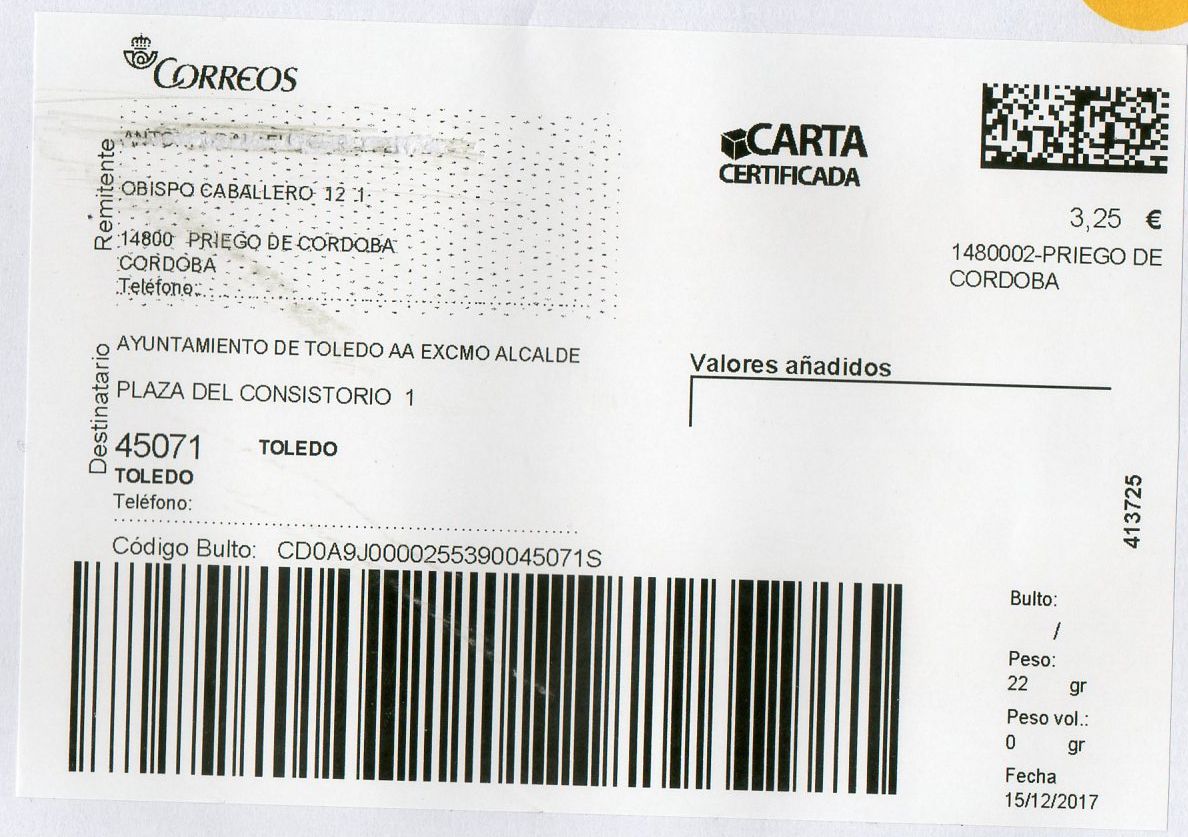 CORREOS
Remitente
OBISPO CABALLERO 12 1
14800 PRIEGO DE CORDOBA
CORDOBA
Teléfono:
CARTA
CERTIFICADA
3,25 €
1480002-PRIEGO DE
CORDOBA
Destinatario
AYUNTAMIENTO DE TOLEDO AA EXCMO ALCALDE
PLAZA DEL CONSISTORIO 1
45071 TOLEDO
TOLEDO
Teléfono:
Valores añadidos
413725
Código Bulto: CD0A9J0000255390045071S
Bulto:
/
Peso:
22 gr
Peso vol.:
0 gr
Fecha
15/12/2017